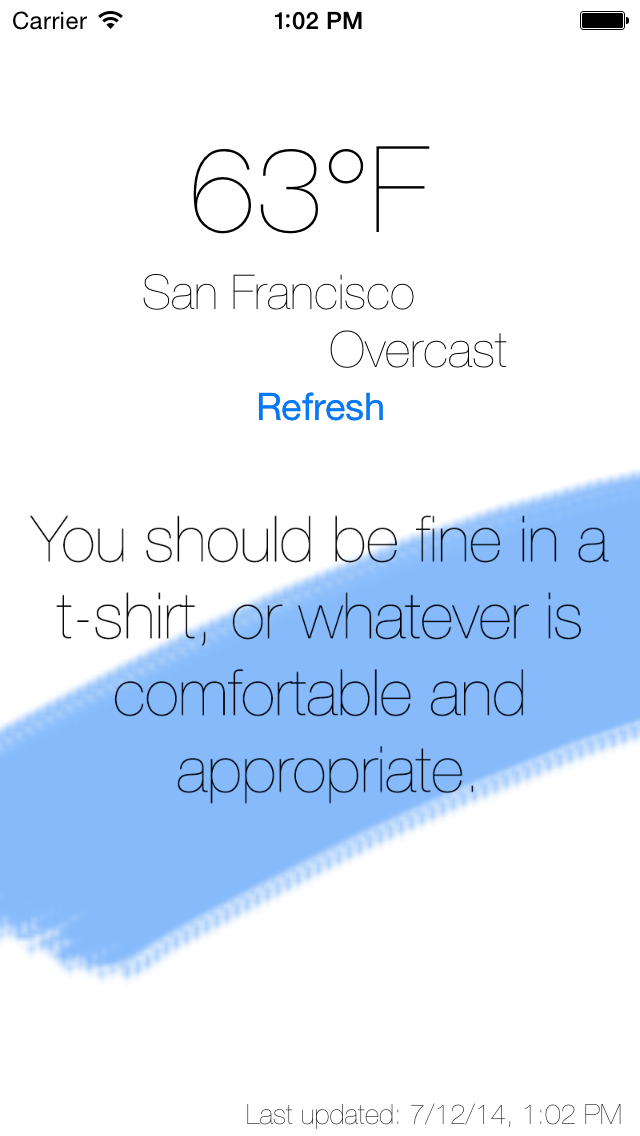 Carrier 1:02 PM
63°F
San Francisco
Overcast
Refresh
You should be fine in a
t-shirt, or whatever is
comfortable and
appropriate.
Last updated: 7/12/14, 1:02 PM